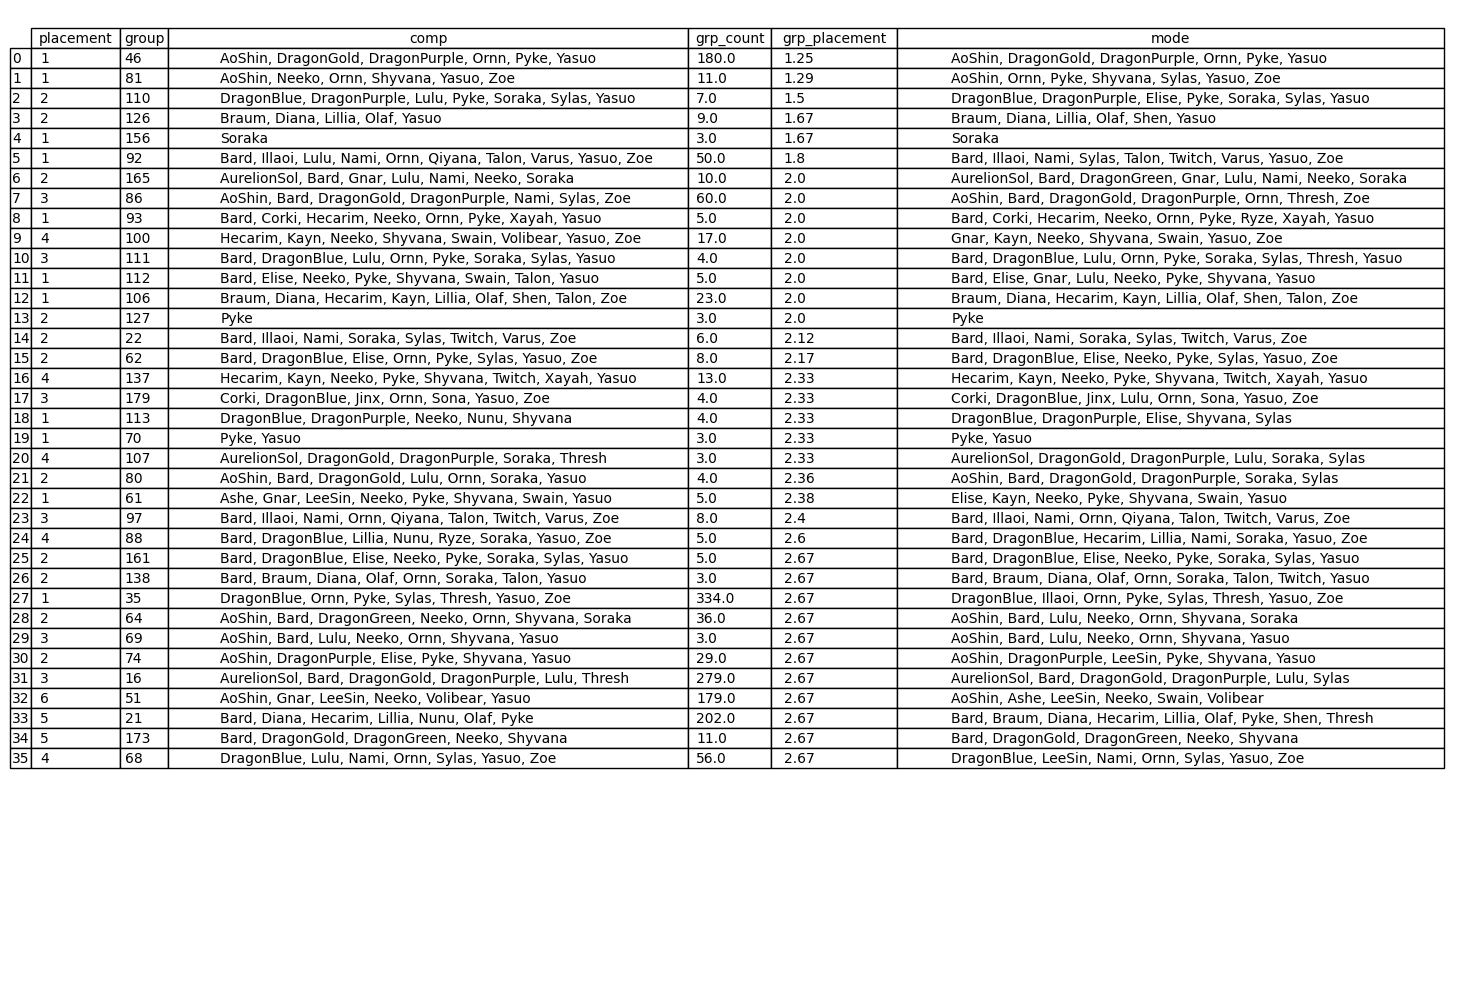 placement group comp grp_count grp_placement mode
0 1 46 AoShin, DragonGold, DragonPurple, Ornn, Pyke, Yasuo 180.0 1.25 AoShin, DragonGold, DragonPurple, Ornn, Pyke, Yasuo
1 1 81 AoShin, Neeko, Ornn, Shyvana, Yasuo, Zoe 11.0 1.29 AoShin, Ornn, Pyke, Shyvana, Sylas, Yasuo, Zoe
2 2 110 DragonBlue, DragonPurple, Lulu, Pyke, Soraka, Sylas, Yasuo 7.0 1.5 DragonBlue, DragonPurple, Elise, Pyke, Soraka, Sylas, Yasuo
3 2 126 Braum, Diana, Lillia, Olaf, Yasuo 9.0 1.67 Braum, Diana, Lillia, Olaf, Shen, Yasuo
4 1 156 Soraka 3.0 1.67 Soraka
5 1 92 Bard, Illaoi, Lulu, Nami, Ornn, Qiyana, Talon, Varus, Yasuo, Zoe 50.0 1.8 Bard, Illaoi, Nami, Sylas, Talon, Twitch, Varus, Yasuo, Zoe
6 2 165 AurelionSol, Bard, Gnar, Lulu, Nami, Neeko, Soraka 10.0 2.0 AurelionSol, Bard, DragonGreen, Gnar, Lulu, Nami, Neeko, Soraka
7 3 86 AoShin, Bard, DragonGold, DragonPurple, Nami, Sylas, Zoe 60.0 2.0 AoShin, Bard, DragonGold, DragonPurple, Ornn, Thresh, Zoe
8 1 93 Bard, Corki, Hecarim, Neeko, Ornn, Pyke, Xayah, Yasuo 5.0 2.0 Bard, Corki, Hecarim, Neeko, Ornn, Pyke, Ryze, Xayah, Yasuo
9 4 100 Hecarim, Kayn, Neeko, Shyvana, Swain, Volibear, Yasuo, Zoe 17.0 2.0 Gnar, Kayn, Neeko, Shyvana, Swain, Yasuo, Zoe
10 3 111 Bard, DragonBlue, Lulu, Ornn, Pyke, Soraka, Sylas, Yasuo 4.0 2.0 Bard, DragonBlue, Lulu, Ornn, Pyke, Soraka, Sylas, Thresh, Yasuo
11 1 112 Bard, Elise, Neeko, Pyke, Shyvana, Swain, Talon, Yasuo 5.0 2.0 Bard, Elise, Gnar, Lulu, Neeko, Pyke, Shyvana, Yasuo
12 1 106 Braum, Diana, Hecarim, Kayn, Lillia, Olaf, Shen, Talon, Zoe 23.0 2.0 Braum, Diana, Hecarim, Kayn, Lillia, Olaf, Shen, Talon, Zoe
13 2 127 Pyke 3.0 2.0 Pyke
14 2 22 Bard, Illaoi, Nami, Soraka, Sylas, Twitch, Varus, Zoe 6.0 2.12 Bard, Illaoi, Nami, Soraka, Sylas, Twitch, Varus, Zoe
15 2 62 Bard, DragonBlue, Elise, Ornn, Pyke, Sylas, Yasuo, Zoe 8.0 2.17 Bard, DragonBlue, Elise, Neeko, Pyke, Sylas, Yasuo, Zoe
16 4 137 Hecarim, Kayn, Neeko, Pyke, Shyvana, Twitch, Xayah, Yasuo 13.0 2.33 Hecarim, Kayn, Neeko, Pyke, Shyvana, Twitch, Xayah, Yasuo
17 3 179 Corki, DragonBlue, Jinx, Ornn, Sona, Yasuo, Zoe 4.0 2.33 Corki, DragonBlue, Jinx, Lulu, Ornn, Sona, Yasuo, Zoe
18 1 113 DragonBlue, DragonPurple, Neeko, Nunu, Shyvana 4.0 2.33 DragonBlue, DragonPurple, Elise, Shyvana, Sylas
19 1 70 Pyke, Yasuo 3.0 2.33 Pyke, Yasuo
20 4 107 AurelionSol, DragonGold, DragonPurple, Soraka, Thresh 3.0 2.33 AurelionSol, DragonGold, DragonPurple, Lulu, Soraka, Sylas
21 2 80 AoShin, Bard, DragonGold, Lulu, Ornn, Soraka, Yasuo 4.0 2.36 AoShin, Bard, DragonGold, DragonPurple, Soraka, Sylas
22 1 61 Ashe, Gnar, LeeSin, Neeko, Pyke, Shyvana, Swain, Yasuo 5.0 2.38 Elise, Kayn, Neeko, Pyke, Shyvana, Swain, Yasuo
23 3 97 Bard, Illaoi, Nami, Ornn, Qiyana, Talon, Twitch, Varus, Zoe 8.0 2.4 Bard, Illaoi, Nami, Ornn, Qiyana, Talon, Twitch, Varus, Zoe
24 4 88 Bard, DragonBlue, Lillia, Nunu, Ryze, Soraka, Yasuo, Zoe 5.0 2.6 Bard, DragonBlue, Hecarim, Lillia, Nami, Soraka, Yasuo, Zoe
25 2 161 Bard, DragonBlue, Elise, Neeko, Pyke, Soraka, Sylas, Yasuo 5.0 2.67 Bard, DragonBlue, Elise, Neeko, Pyke, Soraka, Sylas, Yasuo
26 2 138 Bard, Braum, Diana, Olaf, Ornn, Soraka, Talon, Yasuo 3.0 2.67 Bard, Braum, Diana, Olaf, Ornn, Soraka, Talon, Twitch, Yasuo
27 1 35 DragonBlue, Ornn, Pyke, Sylas, Thresh, Yasuo, Zoe 334.0 2.67 DragonBlue, Illaoi, Ornn, Pyke, Sylas, Thresh, Yasuo, Zoe
28 2 64 AoShin, Bard, DragonGreen, Neeko, Ornn, Shyvana, Soraka 36.0 2.67 AoShin, Bard, Lulu, Neeko, Ornn, Shyvana, Soraka
29 3 69 AoShin, Bard, Lulu, Neeko, Ornn, Shyvana, Yasuo 3.0 2.67 AoShin, Bard, Lulu, Neeko, Ornn, Shyvana, Yasuo
30 2 74 AoShin, DragonPurple, Elise, Pyke, Shyvana, Yasuo 29.0 2.67 AoShin, DragonPurple, LeeSin, Pyke, Shyvana, Yasuo
31 3 16 AurelionSol, Bard, DragonGold, DragonPurple, Lulu, Thresh 279.0 2.67 AurelionSol, Bard, DragonGold, DragonPurple, Lulu, Sylas
32 6 51 AoShin, Gnar, LeeSin, Neeko, Volibear, Yasuo 179.0 2.67 AoShin, Ashe, LeeSin, Neeko, Swain, Volibear
33 5 21 Bard, Diana, Hecarim, Lillia, Nunu, Olaf, Pyke 202.0 2.67 Bard, Braum, Diana, Hecarim, Lillia, Olaf, Pyke, Shen, Thresh
34 5 173 Bard, DragonGold, DragonGreen, Neeko, Shyvana 11.0 2.67 Bard, DragonGold, DragonGreen, Neeko, Shyvana
35 4 68 DragonBlue, Lulu, Nami, Ornn, Sylas, Yasuo, Zoe 56.0 2.67 DragonBlue, LeeSin, Nami, Ornn, Sylas, Yasuo, Zoe